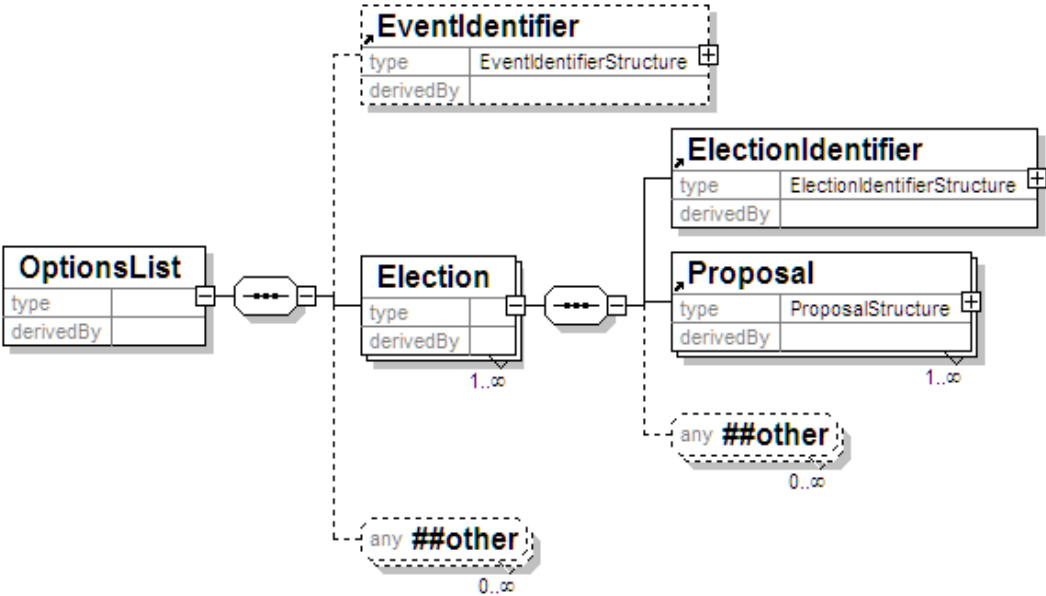 EventIdentifier
type EventIdentifierStructure
derivedBy
ElectionIdentifier
type ElectionIdentifierStructure
derivedBy
OptionsList
type
derivedBy
Election
type
derivedBy
1..∞
Proposal
type ProposalStructure
derivedBy
1..∞
any ##other
0..∞
any ##other
0..∞